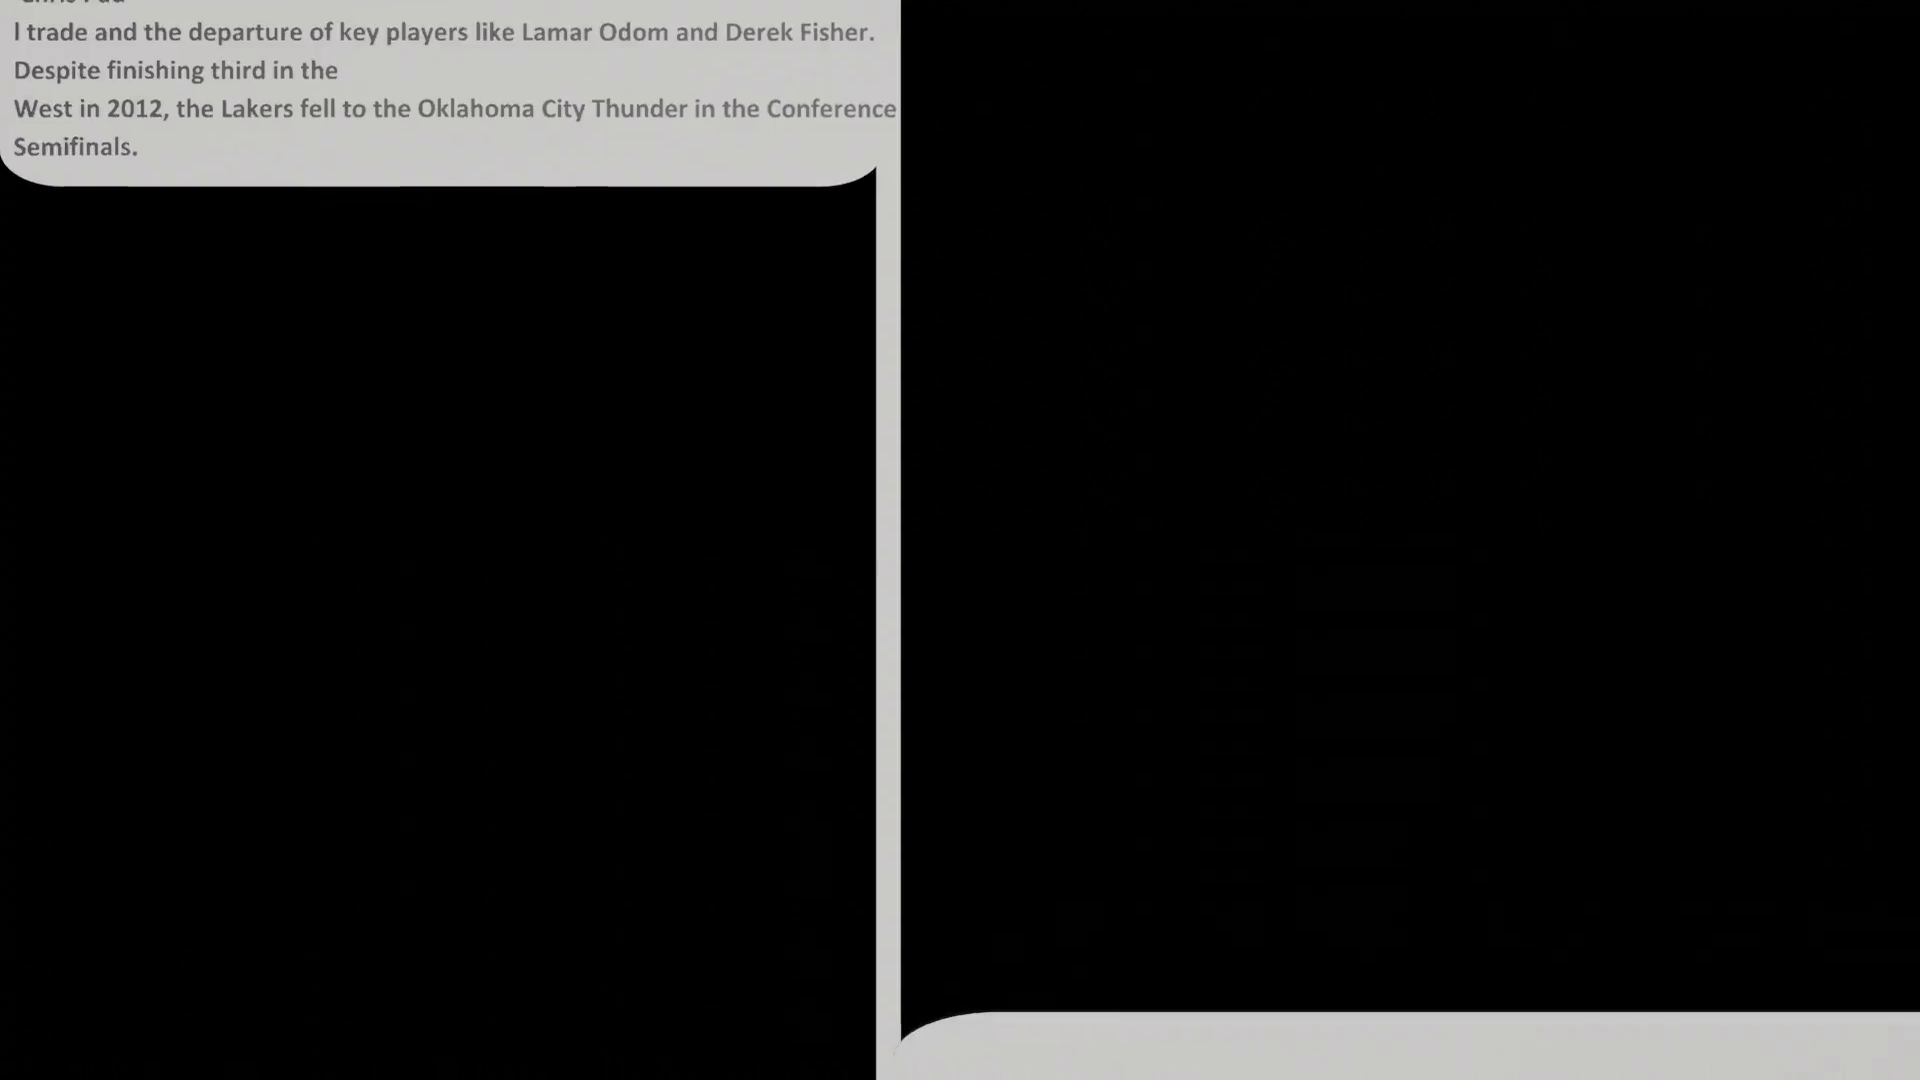 l trade and the departure of key players like Lamar Odom and Derek Fisher.
Despite finishing third in the
West in 2012, the Lakers fell to the Oklahoma City Thunder in the Conference
Semifinals.